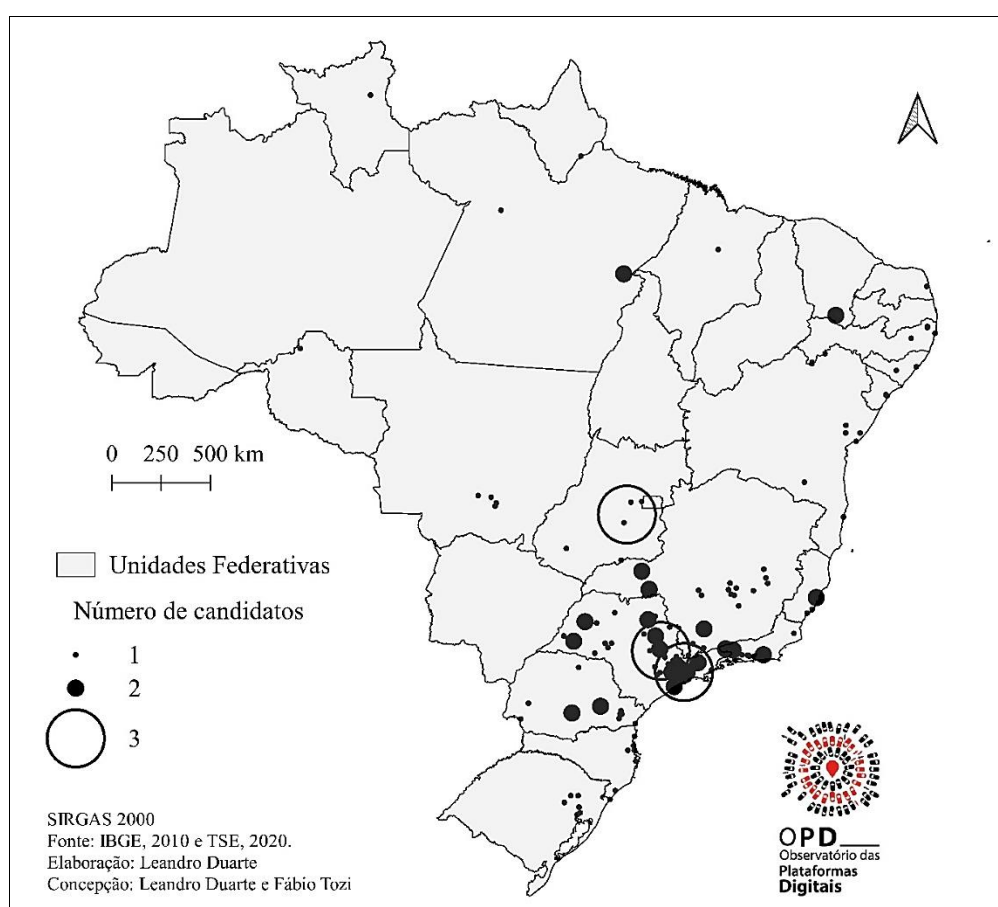 0 250 500 km
Unidades Federativas
Número de candidatos
1
2
3
SIRGAS 2000
Fonte: IBGE, 2010 e TSE, 2020.
Elaboração: Leandro Duarte
Concepção: Leandro Duarte e Fábio Tozi
OPD
Observatório das
Plataformas
Digitais